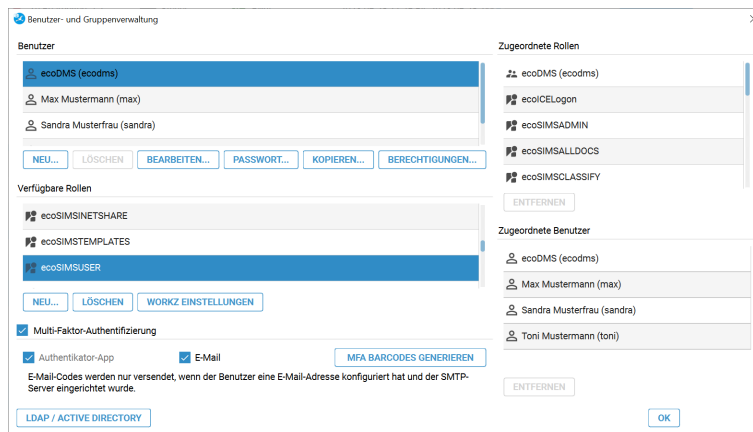 Benutzer- und Gruppenverwaltung
Benutzer
ecoDMS (ecodms)
Max Mustermann (max)
Sandra Musterfrau (sandra)
NEU...
LÖSCHEN
BEARBEITEN...
PASSWORT...
KOPIEREN...
BERECHTIGUNGEN...
Verfügbare Rollen
ecoSIMSINETSHARE
ecoSIMSTEMPLATES
ecoSIMSUSER
NEU...
LÖSCHEN
WORKZ EINSTELLUNGEN
Multi-Faktor-Authentifizierung
Authentikator-App
E-Mail
MFA BARCODES GENERIEREN
E-Mail-Codes werden nur versendet, wenn der Benutzer eine E-Mail-Adresse konfiguriert hat und der SMTP-
Server eingerichtet wurde.
LDAP / ACTIVE DIRECTORY
Zugeordnete Rollen
ecoDMS (ecodms)
ecoICELogon
ecoSIMSADMIN
ecoSIMSALLDOCS
ecoSIMSCLASSIFY
ENTFERNEN
Zugeordnete Benutzer
ecoDMS (ecodms)
Max Mustermann (max)
Sandra Musterfrau (sandra)
Toni Mustermann (toni)
ENTFERNEN
OK